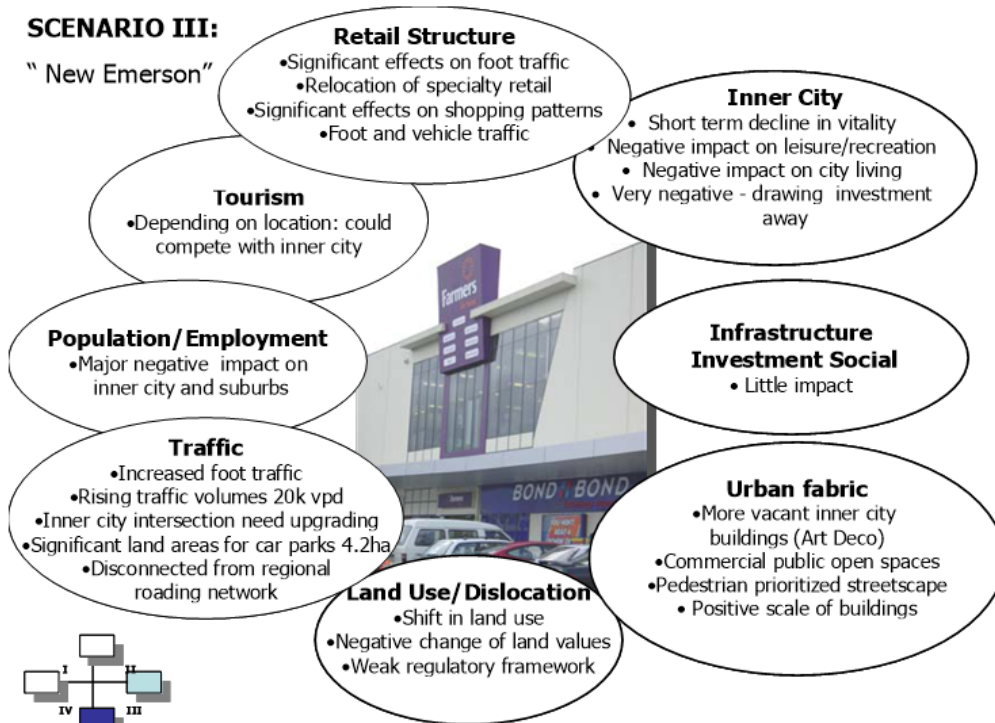 SCENARIO III:
“ New Emerson”
Retail Structure
•Significant effects on foot traffic
•Relocation of specialty retail
•Significant effects on shopping patterns
•Foot and vehicle traffic
Inner City
• Short term decline in vitality
• Negative impact on leisure/recreation
• Negative impact on city living
• Very negative - drawing investment
away
Tourism
•Depending on location: could
compete with inner city
Population/Employment
•Major negative impact on
inner city and suburbs
Infrastructure
Investment Social
• Little impact
Traffic
•Increased foot traffic
•Rising traffic volumes 20k vpd
•Inner city intersection need upgrading
•Significant land areas for car parks 4.2ha
•Disconnected from regional
roading network
Urban fabric
•More vacant inner city
buildings (Art Deco)
•Commercial public open spaces
•Pedestrian prioritized streetscape
• Positive scale of buildings
Land Use/Dislocation
•Shift in land use
•Negative change of land values
•Weak regulatory framework
Farmers
BOND BOND
I II
IV III